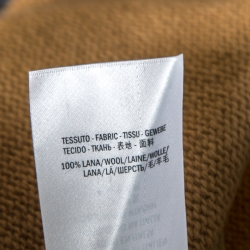 TESSUTO - FABRIC - TISSU - GEWEBE
TECIDO - ТКАНЬ - 表地 - 面料
100% LANA/WOOL/LAINE/WOLLE/
LANA/LÃ/ШЕРСТЬ/毛/羊毛